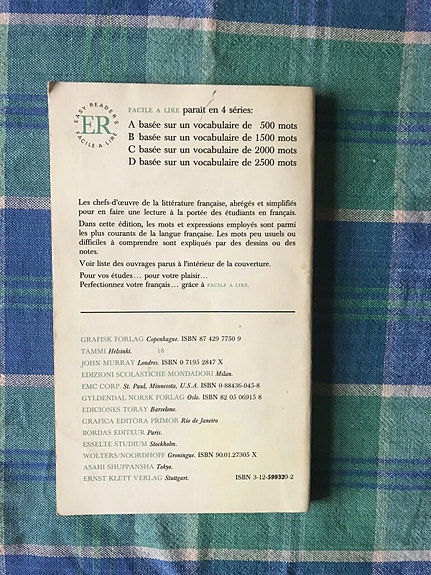 EASY READERS
ER
FACILE A LIRE
FACILE A LIRE paraît en 4 séries:
A basée sur un vocabulaire de 500 mots
B basée sur un vocabulaire de 1500 mots
C basée sur un vocabulaire de 2000 mots
D basée sur un vocabulaire de 2500 mots
Les chefs-d'œuvre de la littérature française, abrégés et simplifiés
pour en faire une lecture à la portée des étudiants en français.
Dans cette édition, les mots et expressions employés sont parmi
les plus courants de la langue française. Les mots peu usuels ou
difficiles à comprendre sont expliqués par des dessins ou des
notes.
Voir liste des ouvrages parus à l'intérieur de la couverture.
Pour vos études... pour votre plaisir...
Perfectionnez votre français... grâce à FACILE A LIRE.
GRAFISK FORLAG Copenhague. ISBN 87 429 7750 9
TAMMI Helsinki. 18
JOHN MURRAY Londres. ISBN 0 7195 2847 X
EDIZIONI SCOLASTICHE MONDADORI Milan.
EMC CORP. St. Paul, Minnesota, U.S.A. ISBN 0-88436-045-8
GYLDENDAL NORSK FORLAG Oslo. ISBN 82 05 06915 8
EDICIONES TORAY Barcelone.
GRAFICA EDITORA PRIMOR Rio de Janeiro
BORDAS EDITEUR Paris.
ESSELTE STUDIUM Stockholm.
WOLTERS/NOORDHOFF Groningue. ISBN 90.01.27305 X
ASAHI SHUPPANSHA Tokyo.
ERNST KLETT VERLAG Stuttgart. ISBN 3-12-599320-2